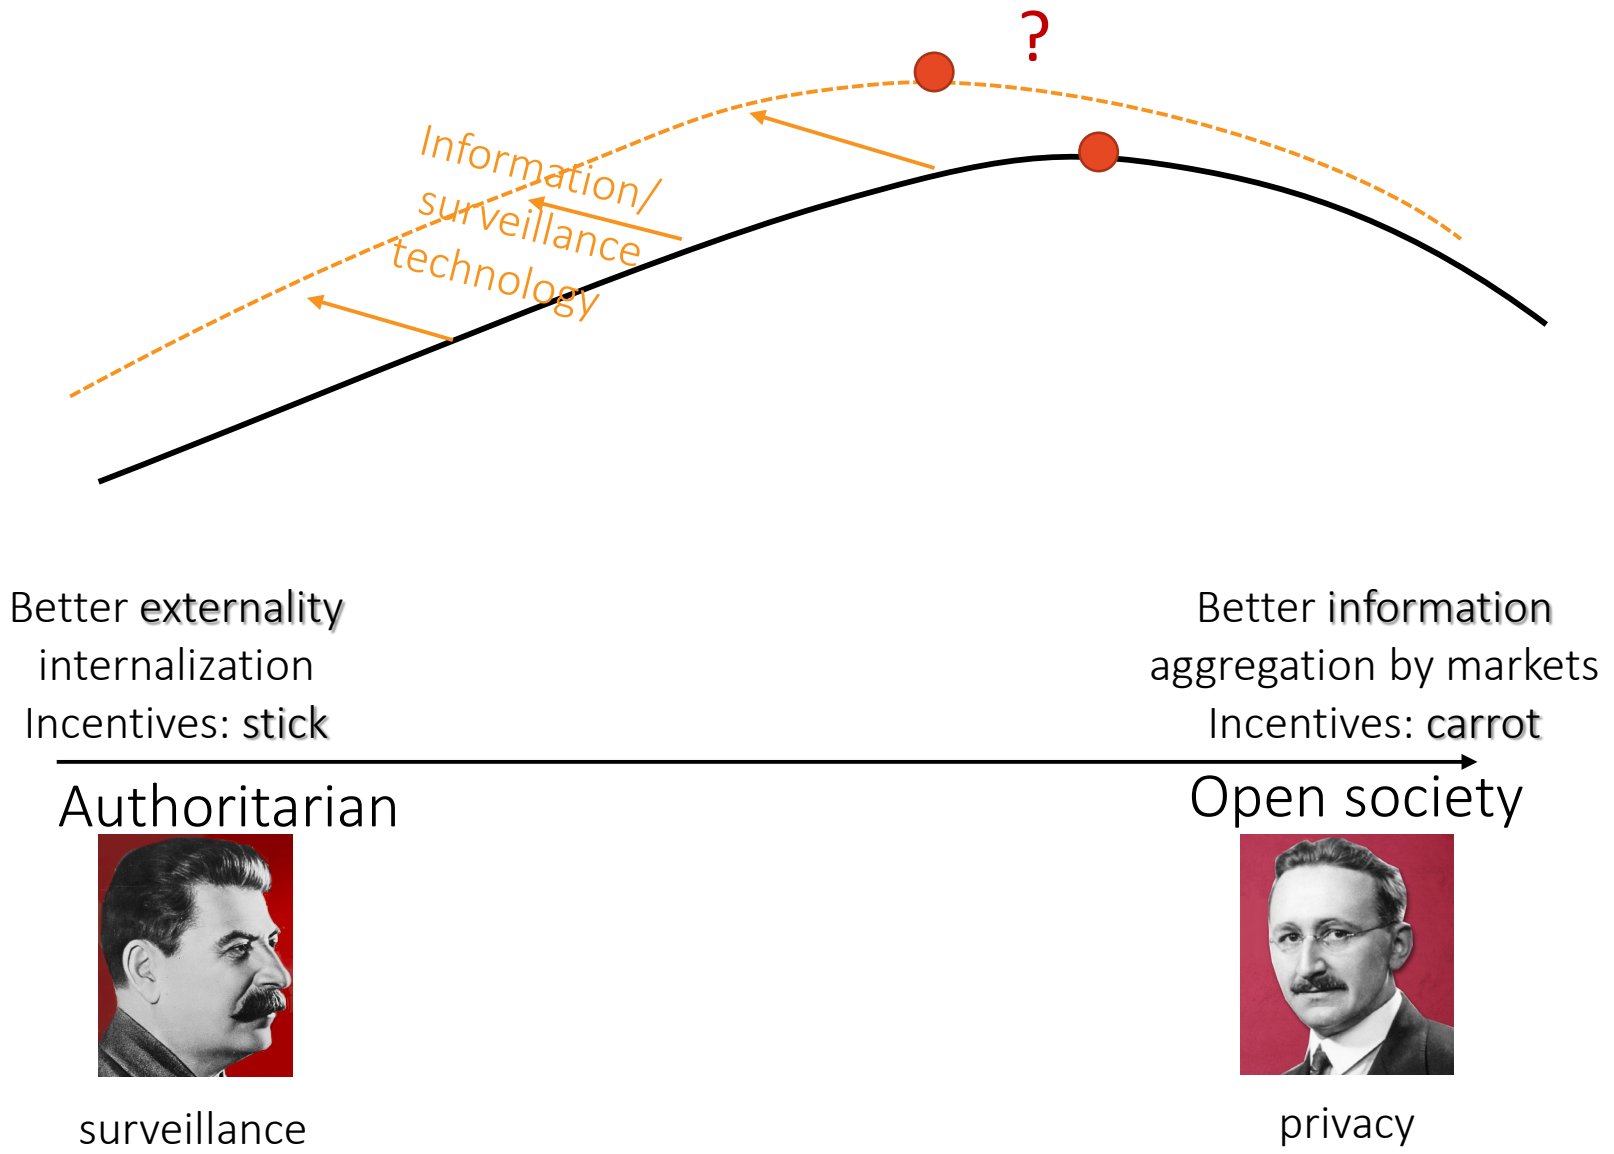 ?
Information/
surveillance
technology
Better externality
internalization
Incentives: stick
Better information
aggregation by markets
Incentives: carrot
Authoritarian
Open society
surveillance
privacy